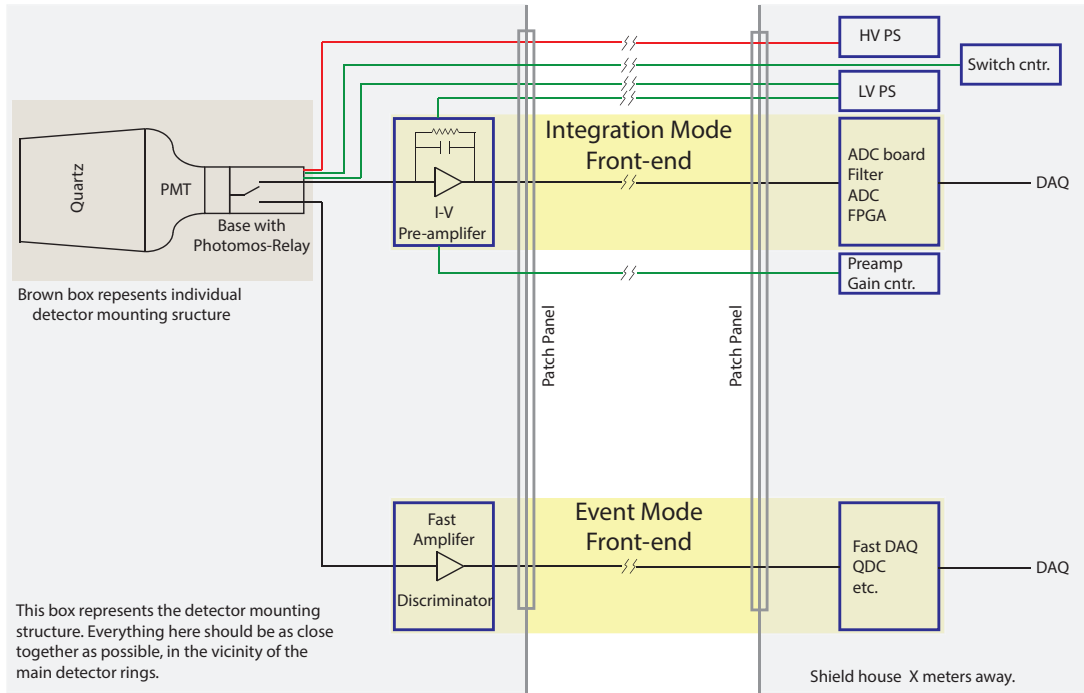 HV PS
Switch cntr.
LV PS
Integration Mode
Front-end
ADC board
Filter
ADC
FPGA
DAQ
Quartz
PMT
Base with
Photomos-Relay
I-V
Pre-amplifer
Preamp
Gain cntr.
Brown box repesents individual
detector mounting sructure
Patch Panel
Patch Panel
Event Mode
Front-end
Fast
Amplifer
Discriminator
Fast DAQ
QDC
etc.
DAQ
This box represents the detector mounting
structure. Everything here should be as close
together as possible, in the vicinity of the
main detector rings.
Shield house X meters away.